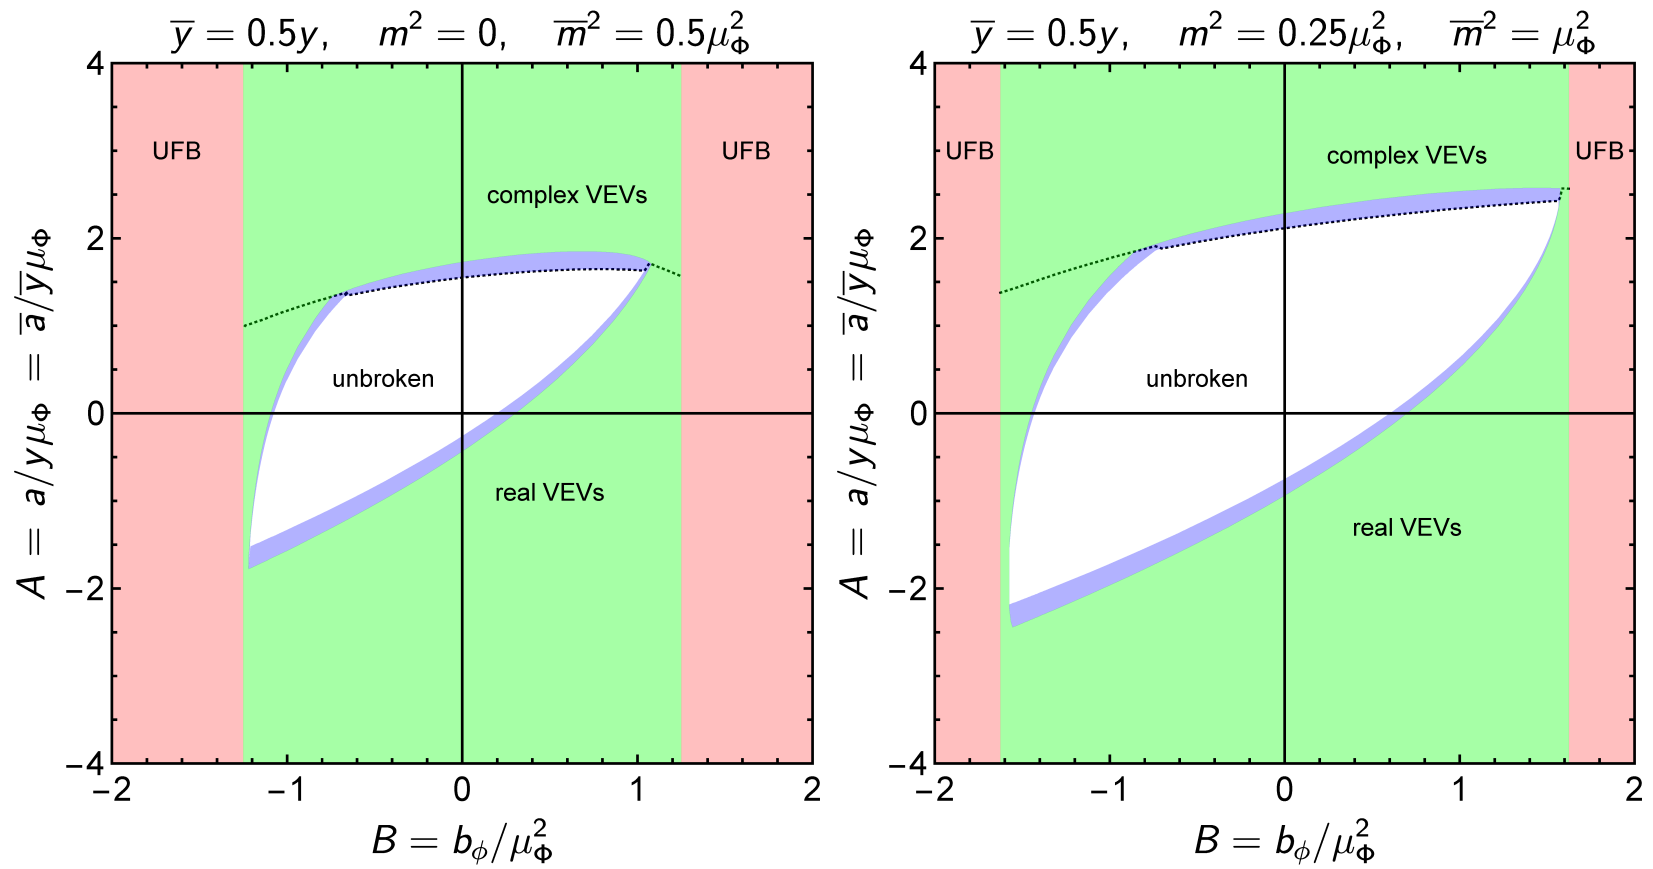 y̅ = 0.5y, m² = 0, m̅² = 0.5μ²_Φ
4
2
0
−2
−4
−2
−1
0
1
2
UFB
UFB
complex VEVs
unbroken
real VEVs
A = a/yμ_Φ = a̅/y̅μ_Φ
B = b_ϕ/μ²_Φ
y̅ = 0.5y, m² = 0.25μ²_Φ, m̅² = μ²_Φ
4
2
0
−2
−4
−2
−1
0
1
2
UFB
UFB
complex VEVs
unbroken
real VEVs
A = a/yμ_Φ = a̅/y̅μ_Φ
B = b_ϕ/μ²_Φ